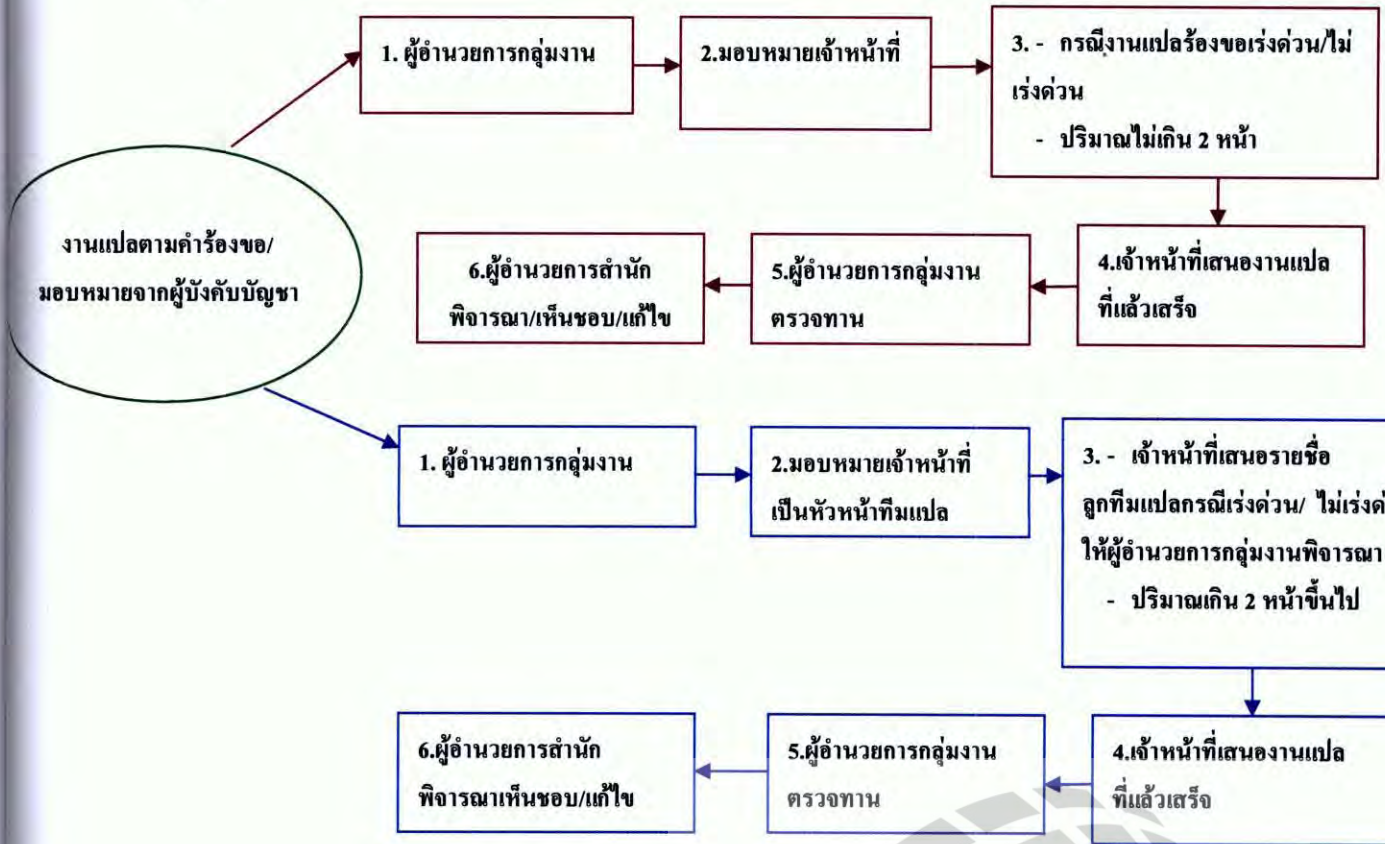 งานแปลตามคำร้องขอ/
มอบหมายจากผู้บังคับบัญชา
1. ผู้อำนวยการกลุ่มงาน
2.มอบหมายเจ้าหน้าที่
3. - กรณีงานแปลร้องขอเร่งด่วน/ไม่
เร่งด่วน
- ปริมาณไม่เกิน 2 หน้า
4.เจ้าหน้าที่เสนองานแปล
ที่แล้วเสร็จ
5.ผู้อำนวยการกลุ่มงาน
ตรวจทาน
6.ผู้อำนวยการสำนัก
พิจารณา/เห็นชอบ/แก้ไข
1. ผู้อำนวยการกลุ่มงาน
2.มอบหมายเจ้าหน้าที่
เป็นหัวหน้าทีมแปล
3. - เจ้าหน้าที่เสนอรายชื่อ
ลูกทีมแปลกรณีเร่งด่วน/ ไม่
ให้ผู้อำนวยการกลุ่มงานพิจารณา
- ปริมาณเกิน 2 หน้าขึ้นไป
4.เจ้าหน้าที่เสนองานแปล
ที่แล้วเสร็จ
5.ผู้อำนวยการกลุ่มงาน
ตรวจทาน
6.ผู้อำนวยการสำนัก
พิจารณาเห็นชอบ/แก้ไข